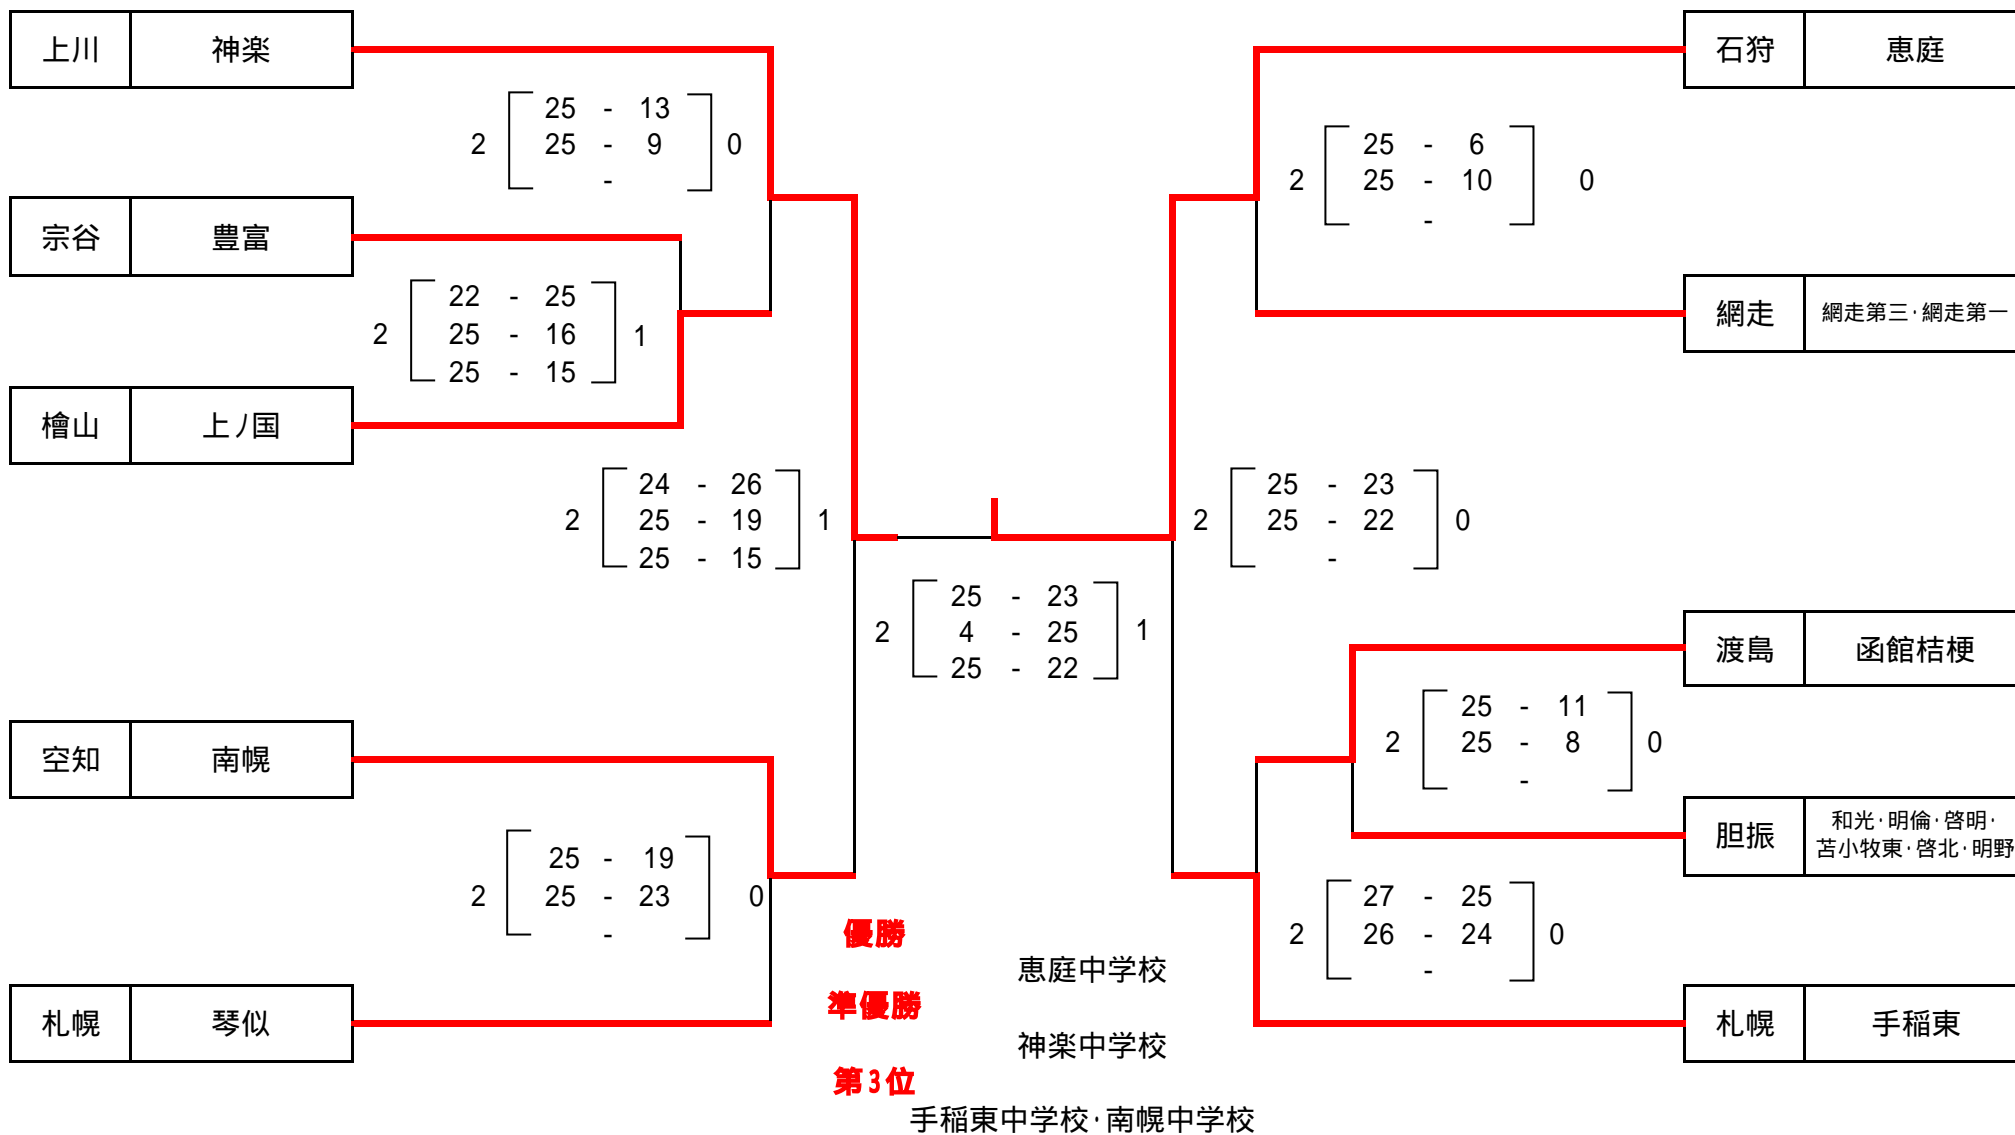 上川 神楽
25 - 13
2 25 - 9 0
-
宗谷 豊富
22 - 25
2 25 - 16 1
25 - 15
檜山 上ノ国
24 - 26
2 25 - 19 1
25 - 15
空知 南幌
25 - 19
2 25 - 23 0
-
札幌 琴似
25 - 23
2 4 - 25 1
25 - 22
石狩 恵庭
25 - 6
2 25 - 10 0
-
網走 網走第三・網走第一
25 - 23
2 25 - 22 0
-
渡島 函館桔梗
25 - 11
2 25 - 8 0
-
胆振 和光・明倫・啓明・
苫小牧東・啓北・明野
27 - 25
2 26 - 24 0
-
札幌 手稲東
優勝
恵庭中学校
準優勝
神楽中学校
第3位
手稲東中学校・南幌中学校